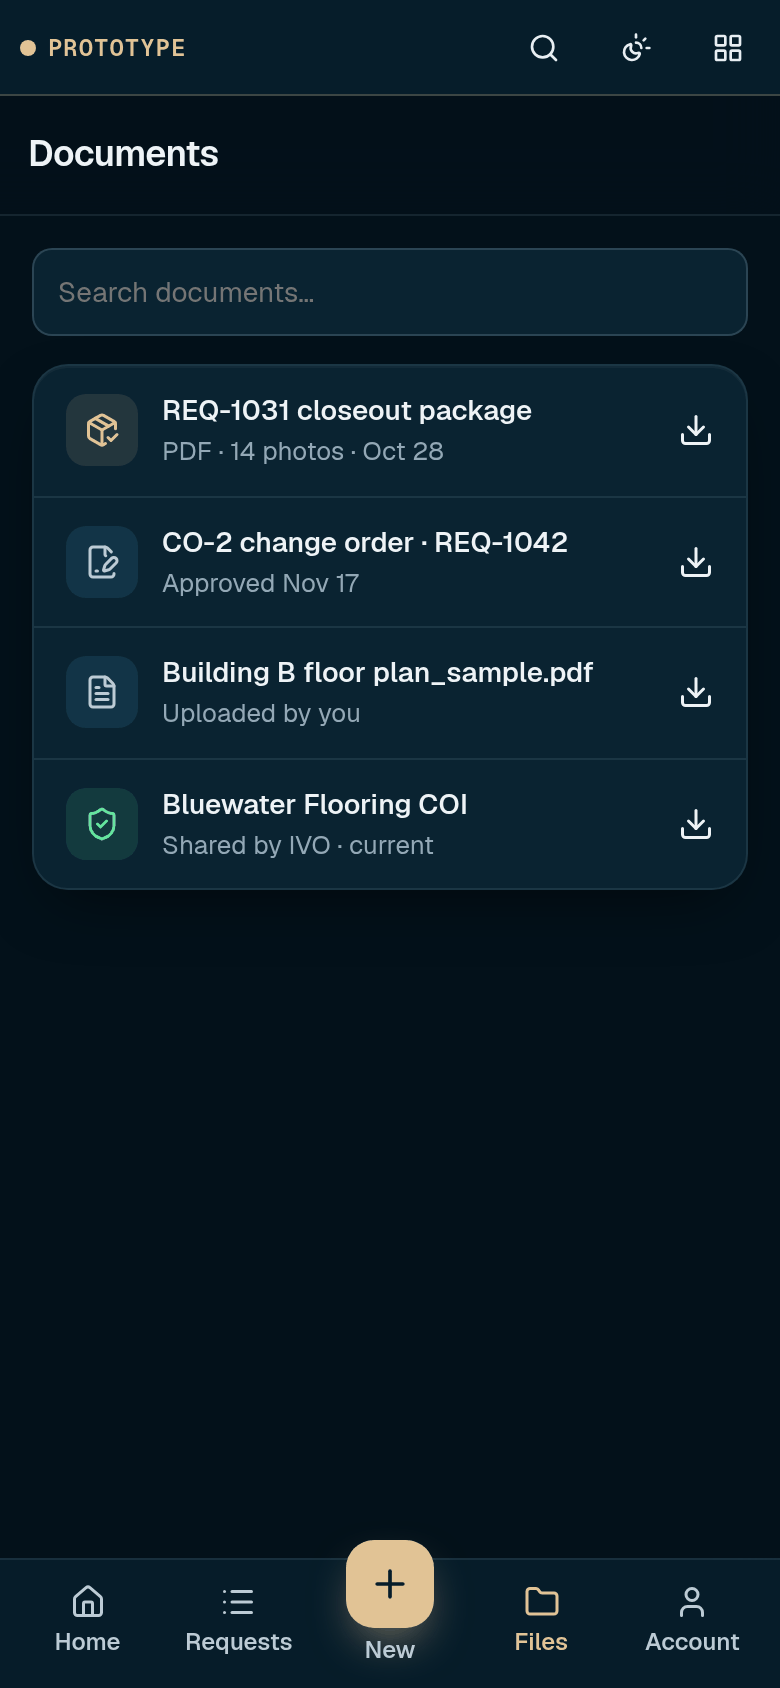 PROTOTYPE
Documents
Search documents…
REQ-1031 closeout package
PDF · 14 photos · Oct 28
CO-2 change order · REQ-1042
Approved Nov 17
Building B floor plan_sample.pdf
Uploaded by you
Bluewater Flooring COI
Shared by IVO · current
Home
Requests
New
Files
Account